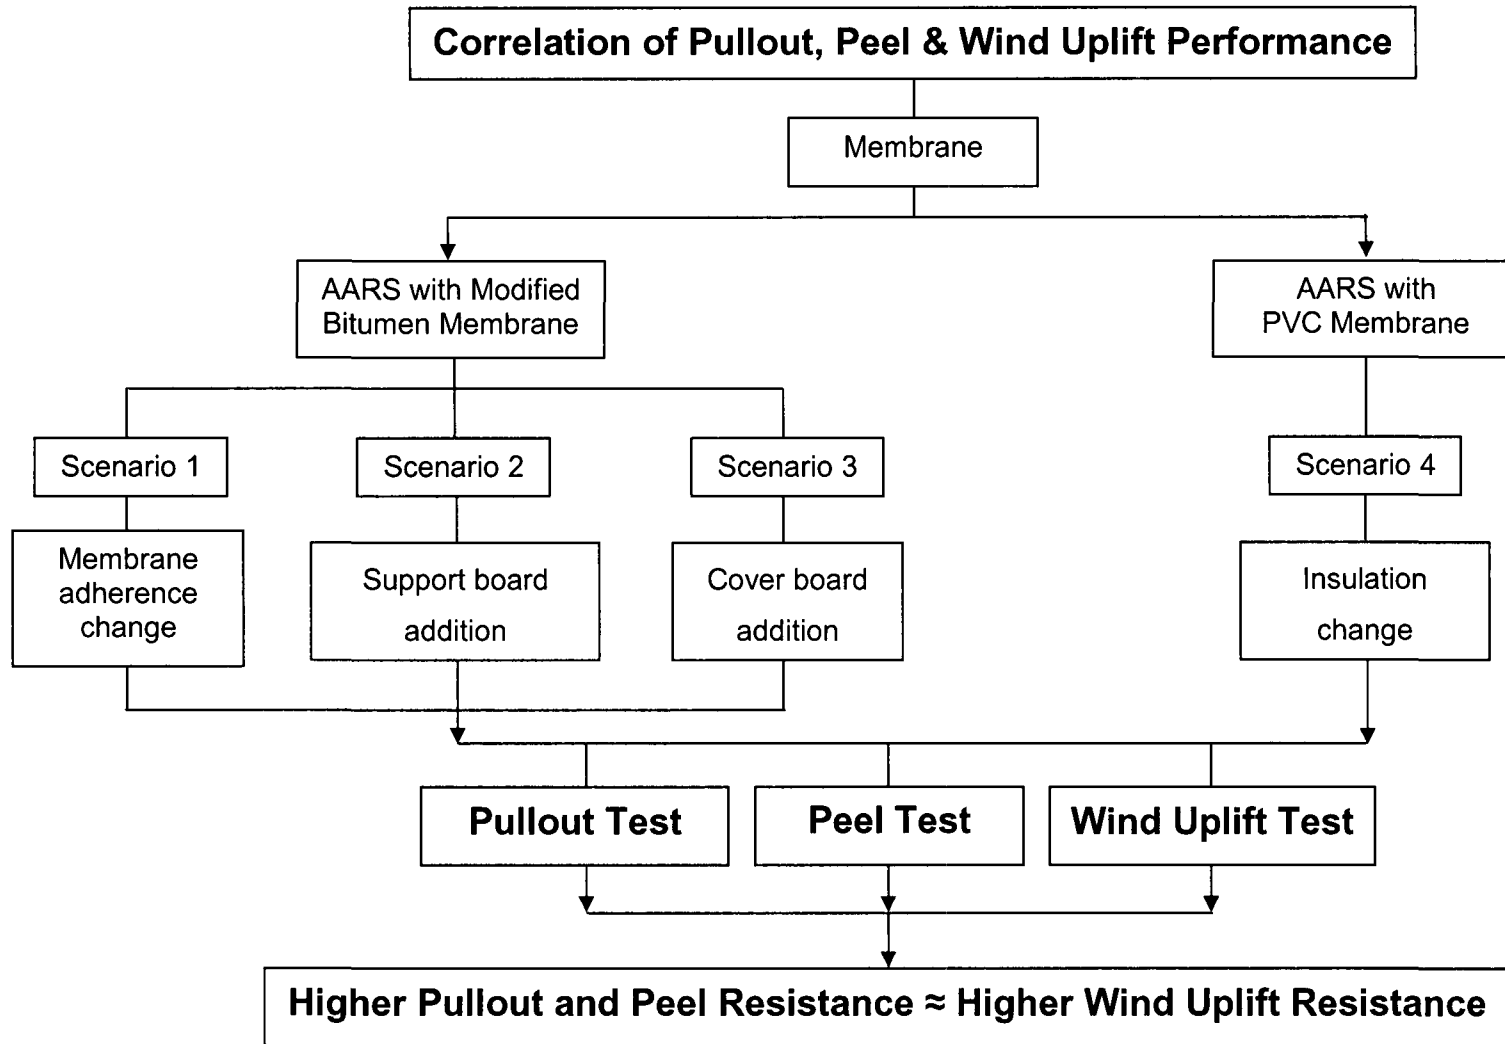 Correlation of Pullout, Peel & Wind Uplift Performance
Membrane
AARS with Modified
Bitumen Membrane
AARS with
PVC Membrane
Scenario 1
Scenario 2
Scenario 3
Scenario 4
Membrane
adherence
change
Support board
addition
Cover board
addition
Insulation
change
Pullout Test
Peel Test
Wind Uplift Test
Higher Pullout and Peel Resistance ≈ Higher Wind Uplift Resistance